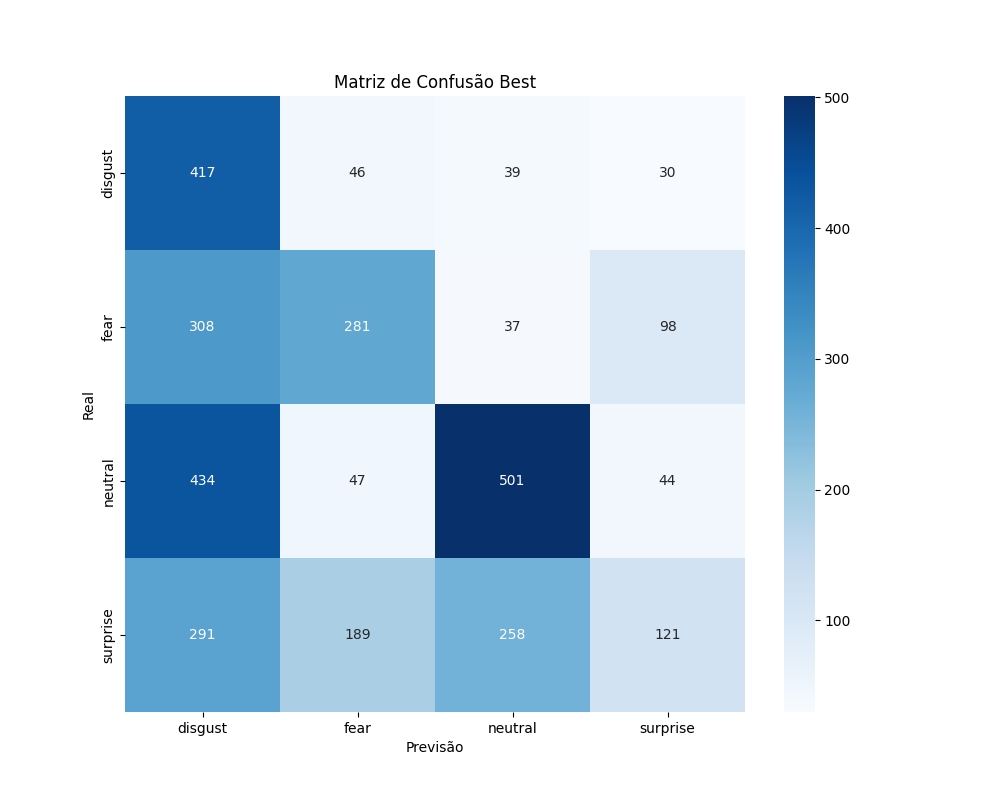 Matriz de Confusão Best
disgust 417 46 39 30
fear 308 281 37 98
neutral 434 47 501 44
surprise 291 189 258 121
disgust fear neutral surprise
Previsão
Real
500
400
300
200
100